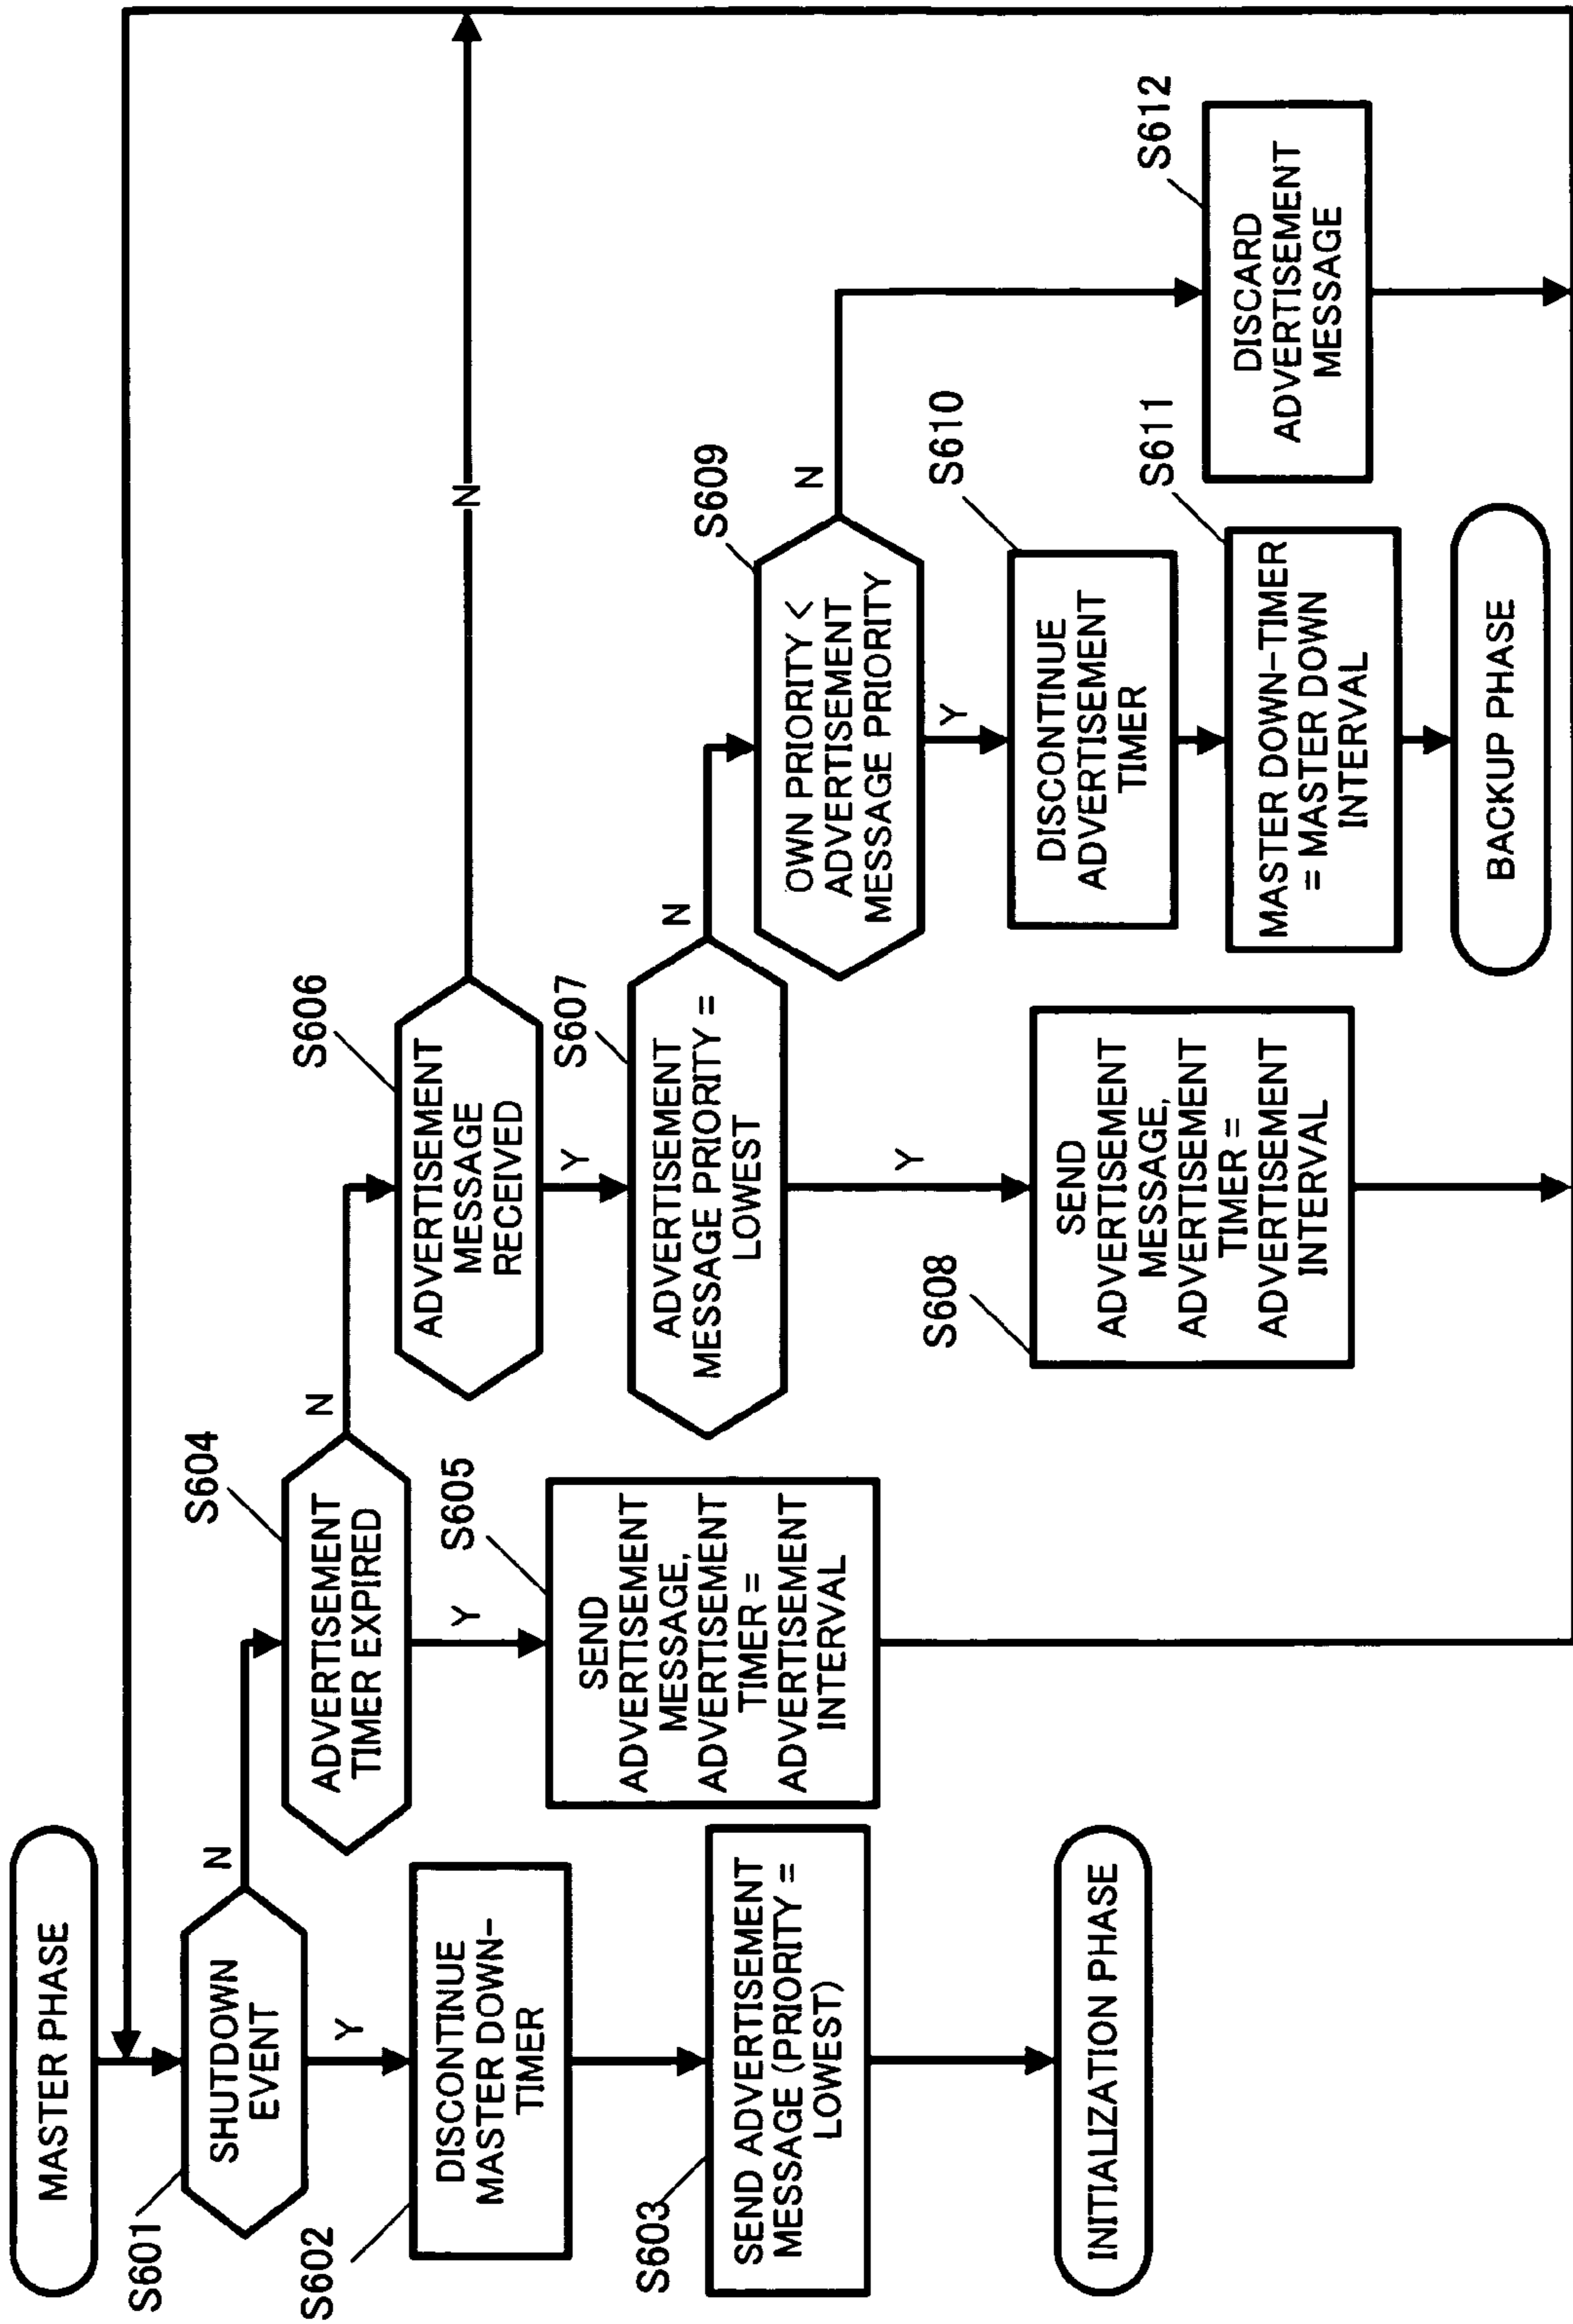 MASTER PHASE
S601
SHUTDOWN
EVENT
N
Y
S602
DISCONTINUE
MASTER DOWN-
TIMER
S603
SEND ADVERTISEMENT
MESSAGE (PRIORITY =
LOWEST)
INITIALIZATION PHASE
S604
ADVERTISEMENT
TIMER EXPIRED
N
Y
S605
SEND
ADVERTISEMENT
MESSAGE,
ADVERTISEMENT
TIMER =
ADVERTISEMENT
INTERVAL
S606
ADVERTISEMENT
MESSAGE
RECEIVED
N
Y
S607
ADVERTISEMENT
MESSAGE PRIORITY =
LOWEST
N
Y
S608
SEND
ADVERTISEMENT
MESSAGE,
ADVERTISEMENT
TIMER =
ADVERTISEMENT
INTERVAL
S609
OWN PRIORITY <
ADVERTISEMENT
MESSAGE PRIORITY
N
Y
S610
DISCONTINUE
ADVERTISEMENT
TIMER
S611
MASTER DOWN-TIMER
= MASTER DOWN
INTERVAL
BACKUP PHASE
S612
DISCARD
ADVERTISEMENT
MESSAGE